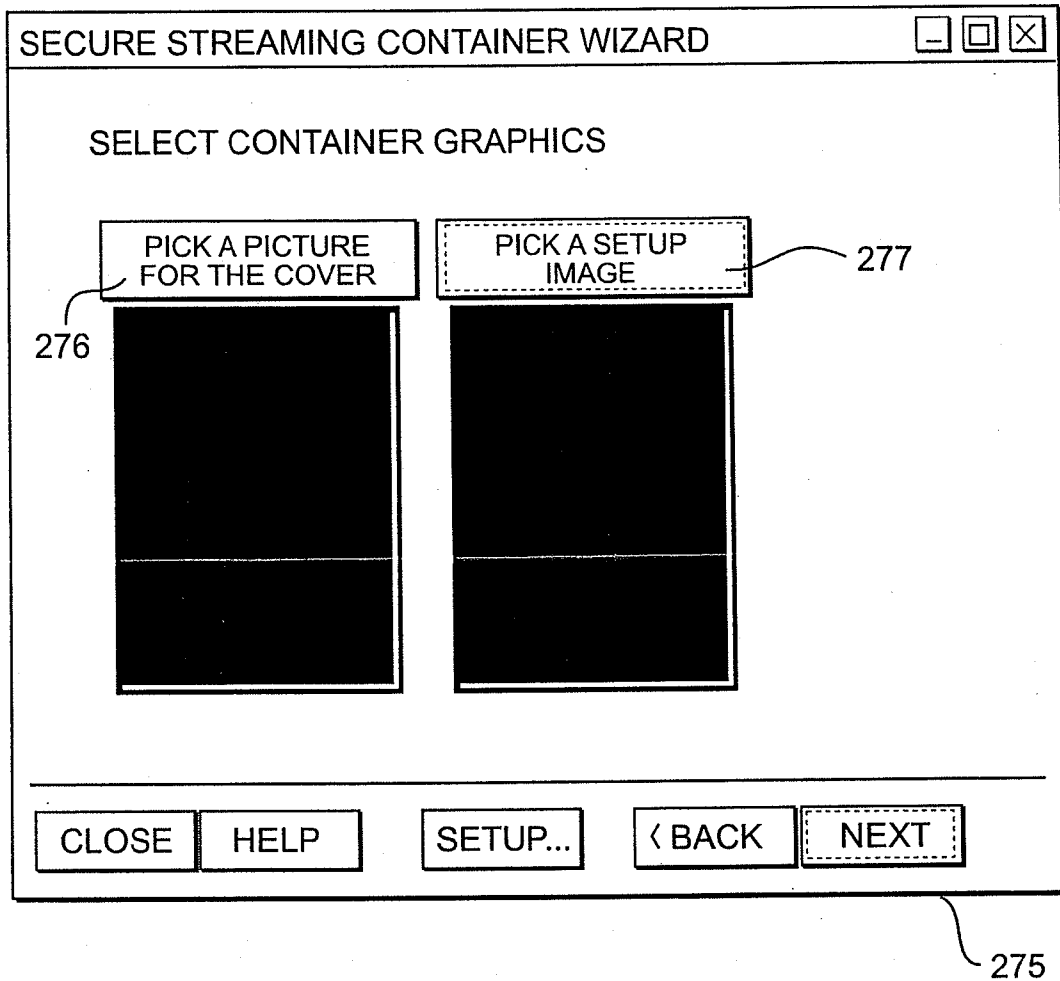 SECURE STREAMING CONTAINER WIZARD
SELECT CONTAINER GRAPHICS
PICK A PICTURE
FOR THE COVER
PICK A SETUP
IMAGE
277
276
CLOSE
HELP
SETUP...
< BACK
NEXT
275